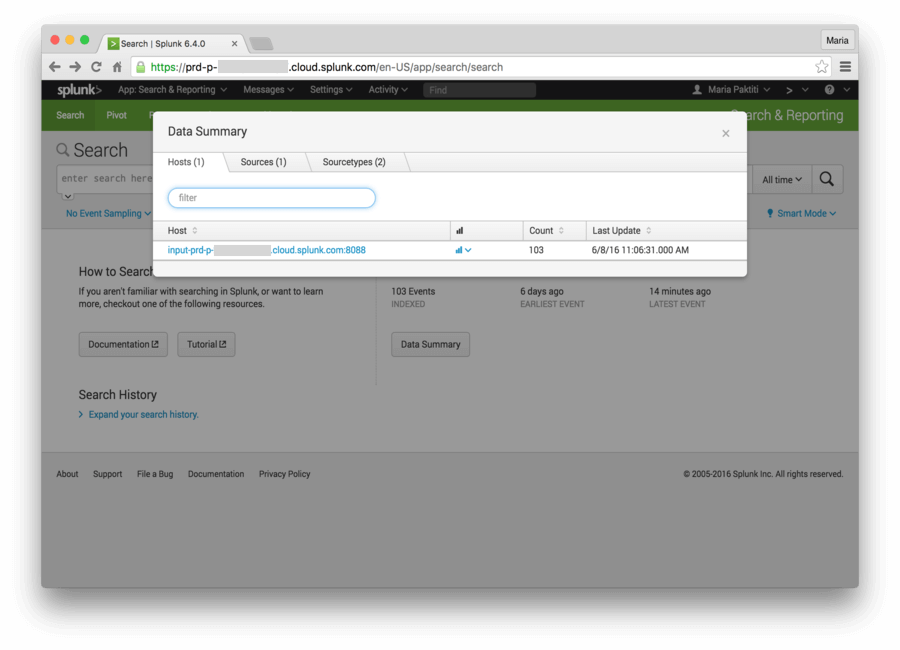 Search | Splunk 6.4.0
Maria
https://prd-p- .cloud.splunk.com/en-US/app/search/search
splunk> App: Search & Reporting Messages Settings Activity Find Maria Paktiti
Search Pivot arch & Reporting
Data Summary
Hosts (1) Sources (1) Sourcetypes (2)
Search
enter search here
All time
filter
No Event Sampling
Smart Mode
Host Count Last Update
input-prd-p- .cloud.splunk.com:8088 103 6/8/16 11:06:31.000 AM
How to Search
If you aren't familiar with searching in Splunk, or want to learn
more, checkout one of the following resources.
103 Events 6 days ago 14 minutes ago
INDEXED EARLIEST EVENT LATEST EVENT
Documentation Tutorial Data Summary
Search History
> Expand your search history.
About Support File a Bug Documentation Privacy Policy © 2005-2016 Splunk Inc. All rights reserved.